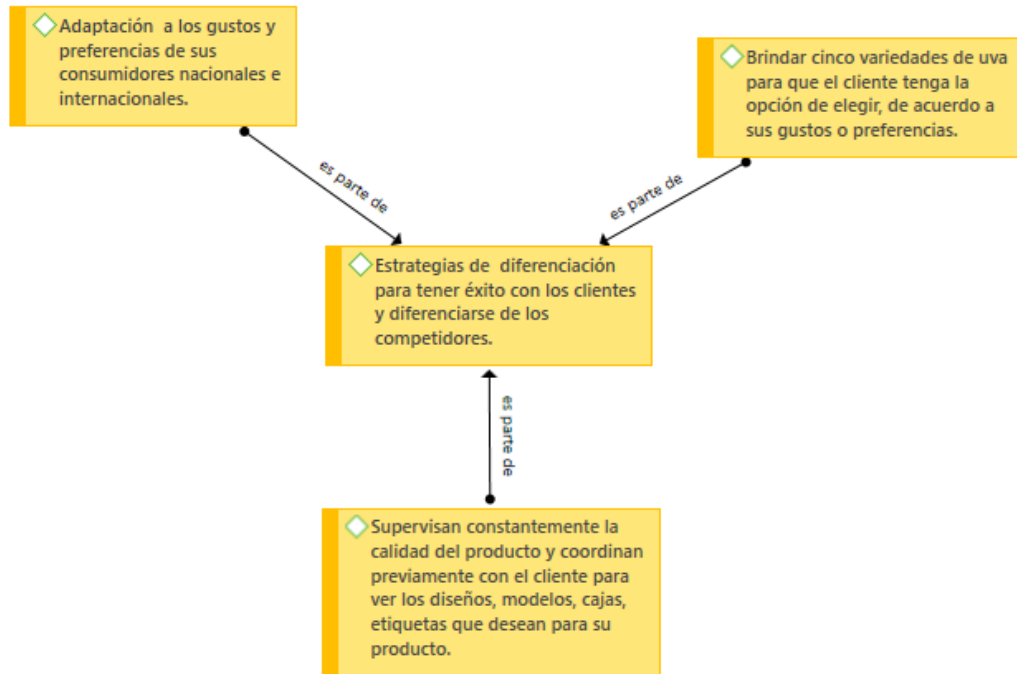 Adaptación a los gustos y
preferencias de sus
consumidores nacionales e
internacionales.
Brindar cinco variedades de uva
para que el cliente tenga la
opción de elegir, de acuerdo a
sus gustos o preferencias.
es parte de
es parte de
Estrategias de diferenciación
para tener éxito con los clientes
y diferenciarse de los
competidores.
es parte de
Supervisan constantemente la
calidad del producto y coordinan
previamente con el cliente para
ver los diseños, modelos, cajas,
etiquetas que desean para su
producto.